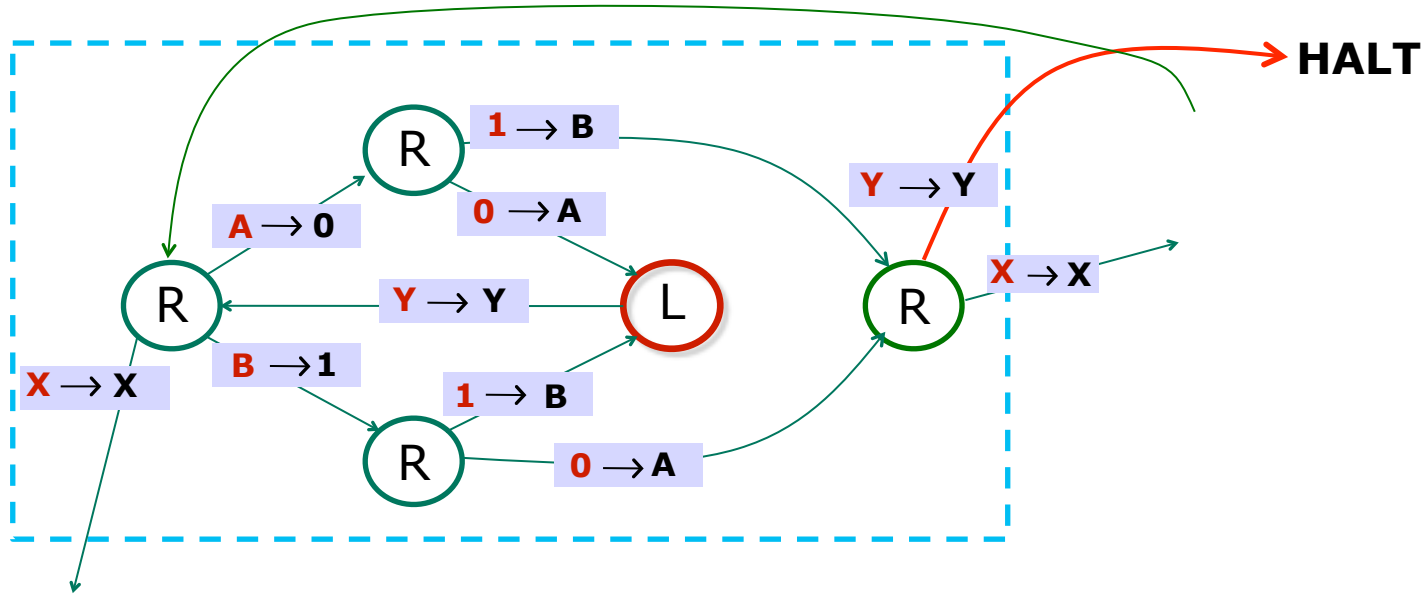 HALT
1 → B
R
Y → Y
0 → A
A → 0
X → X
R
Y → Y
L
R
B → 1
X → X
1 → B
R
0 → A